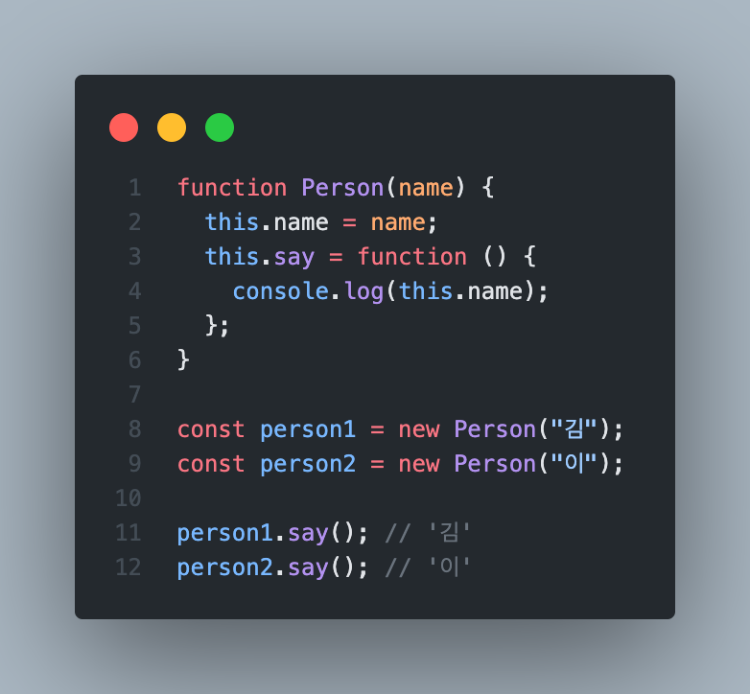 1 function Person(name) {
2   this.name = name;
3   this.say = function () {
4     console.log(this.name);
5   };
6 }
7
8 const person1 = new Person("김");
9 const person2 = new Person("이");
10
11 person1.say(); // '김'
12 person2.say(); // '이'